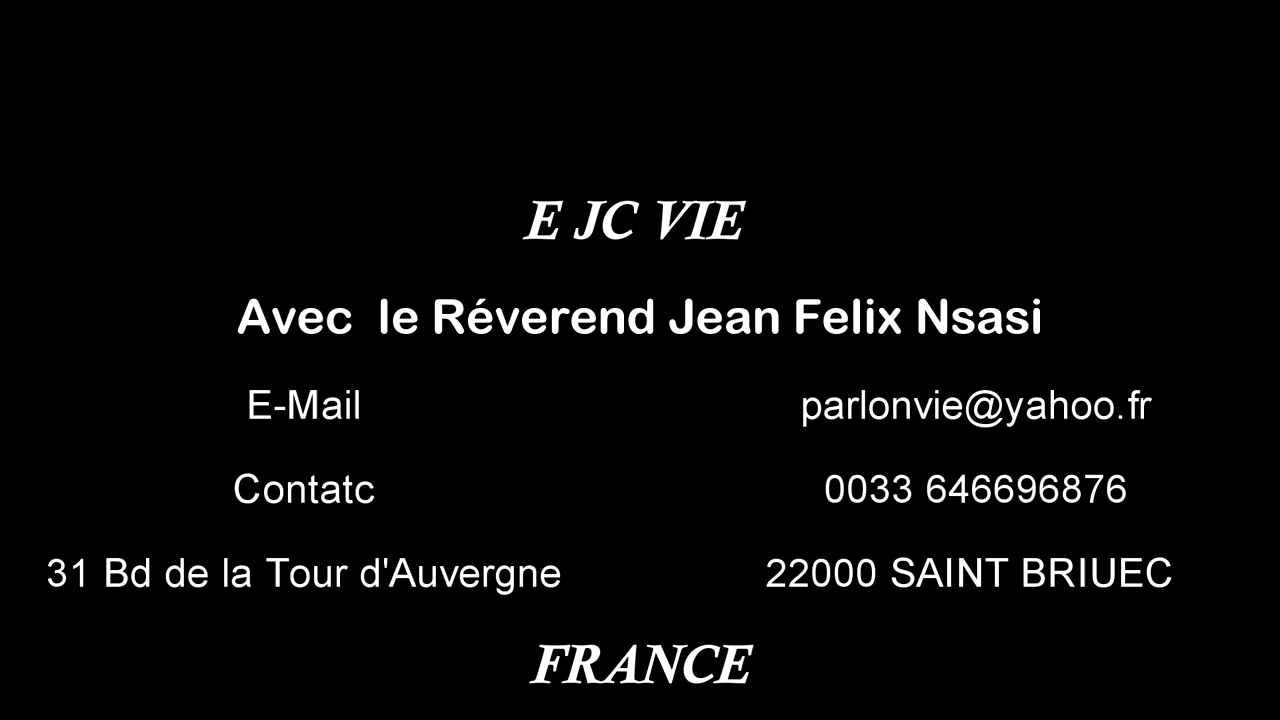 E JC VIE
Avec le Réverend Jean Felix Nsasi
E-Mail parlonvie@yahoo.fr
Contatc 0033 646696876
31 Bd de la Tour d'Auvergne 22000 SAINT BRIUEC
FRANCE